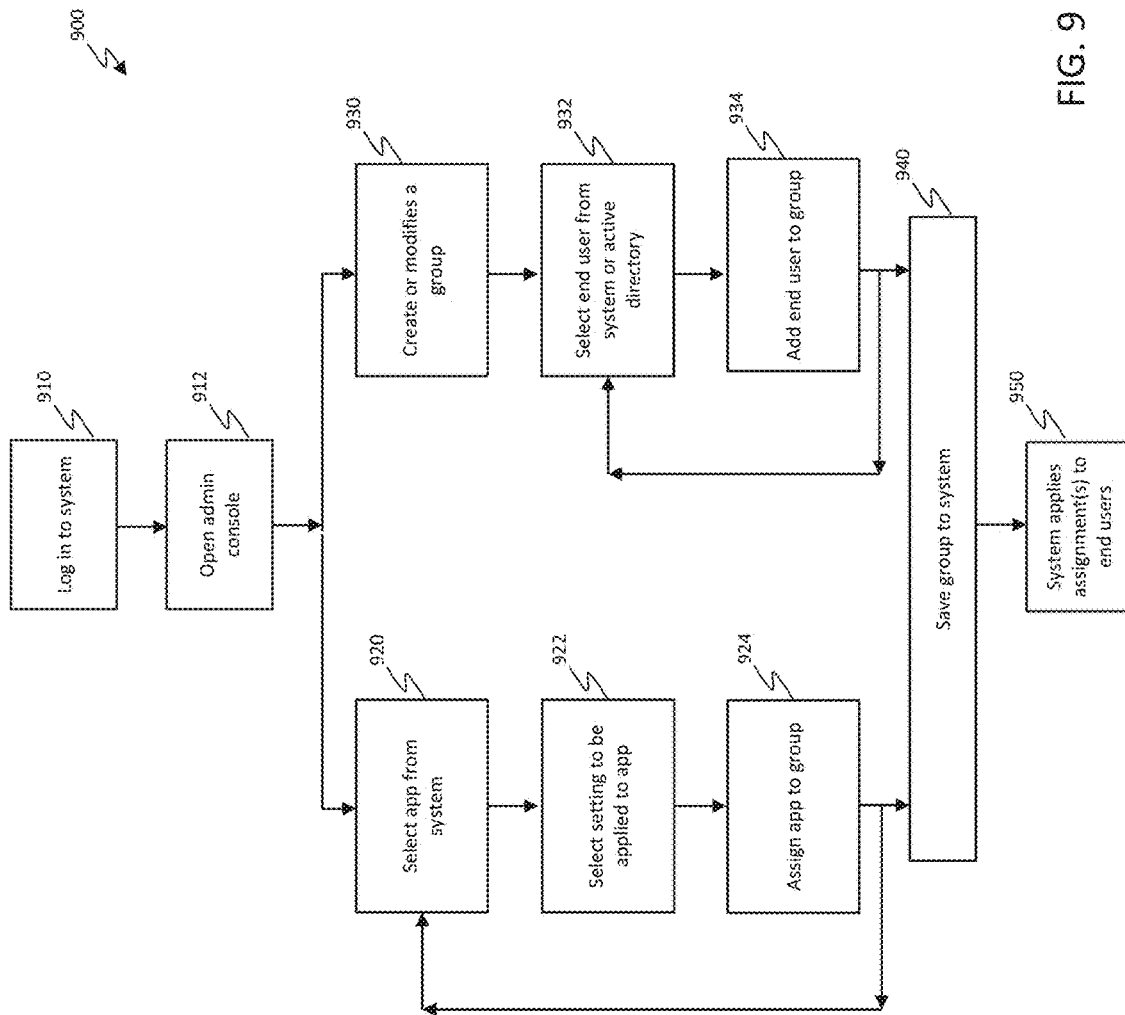 900
910
Log in to system
912
Open admin
console
920
Select app from
system
922
Select setting to be
applied to app
924
Assign app to group
930
Create or modifies a
group
932
Select end user from
system or active
directory
934
Add end user to group
940
Save group to system
950
System applies
assignment(s) to
end users
FIG. 9